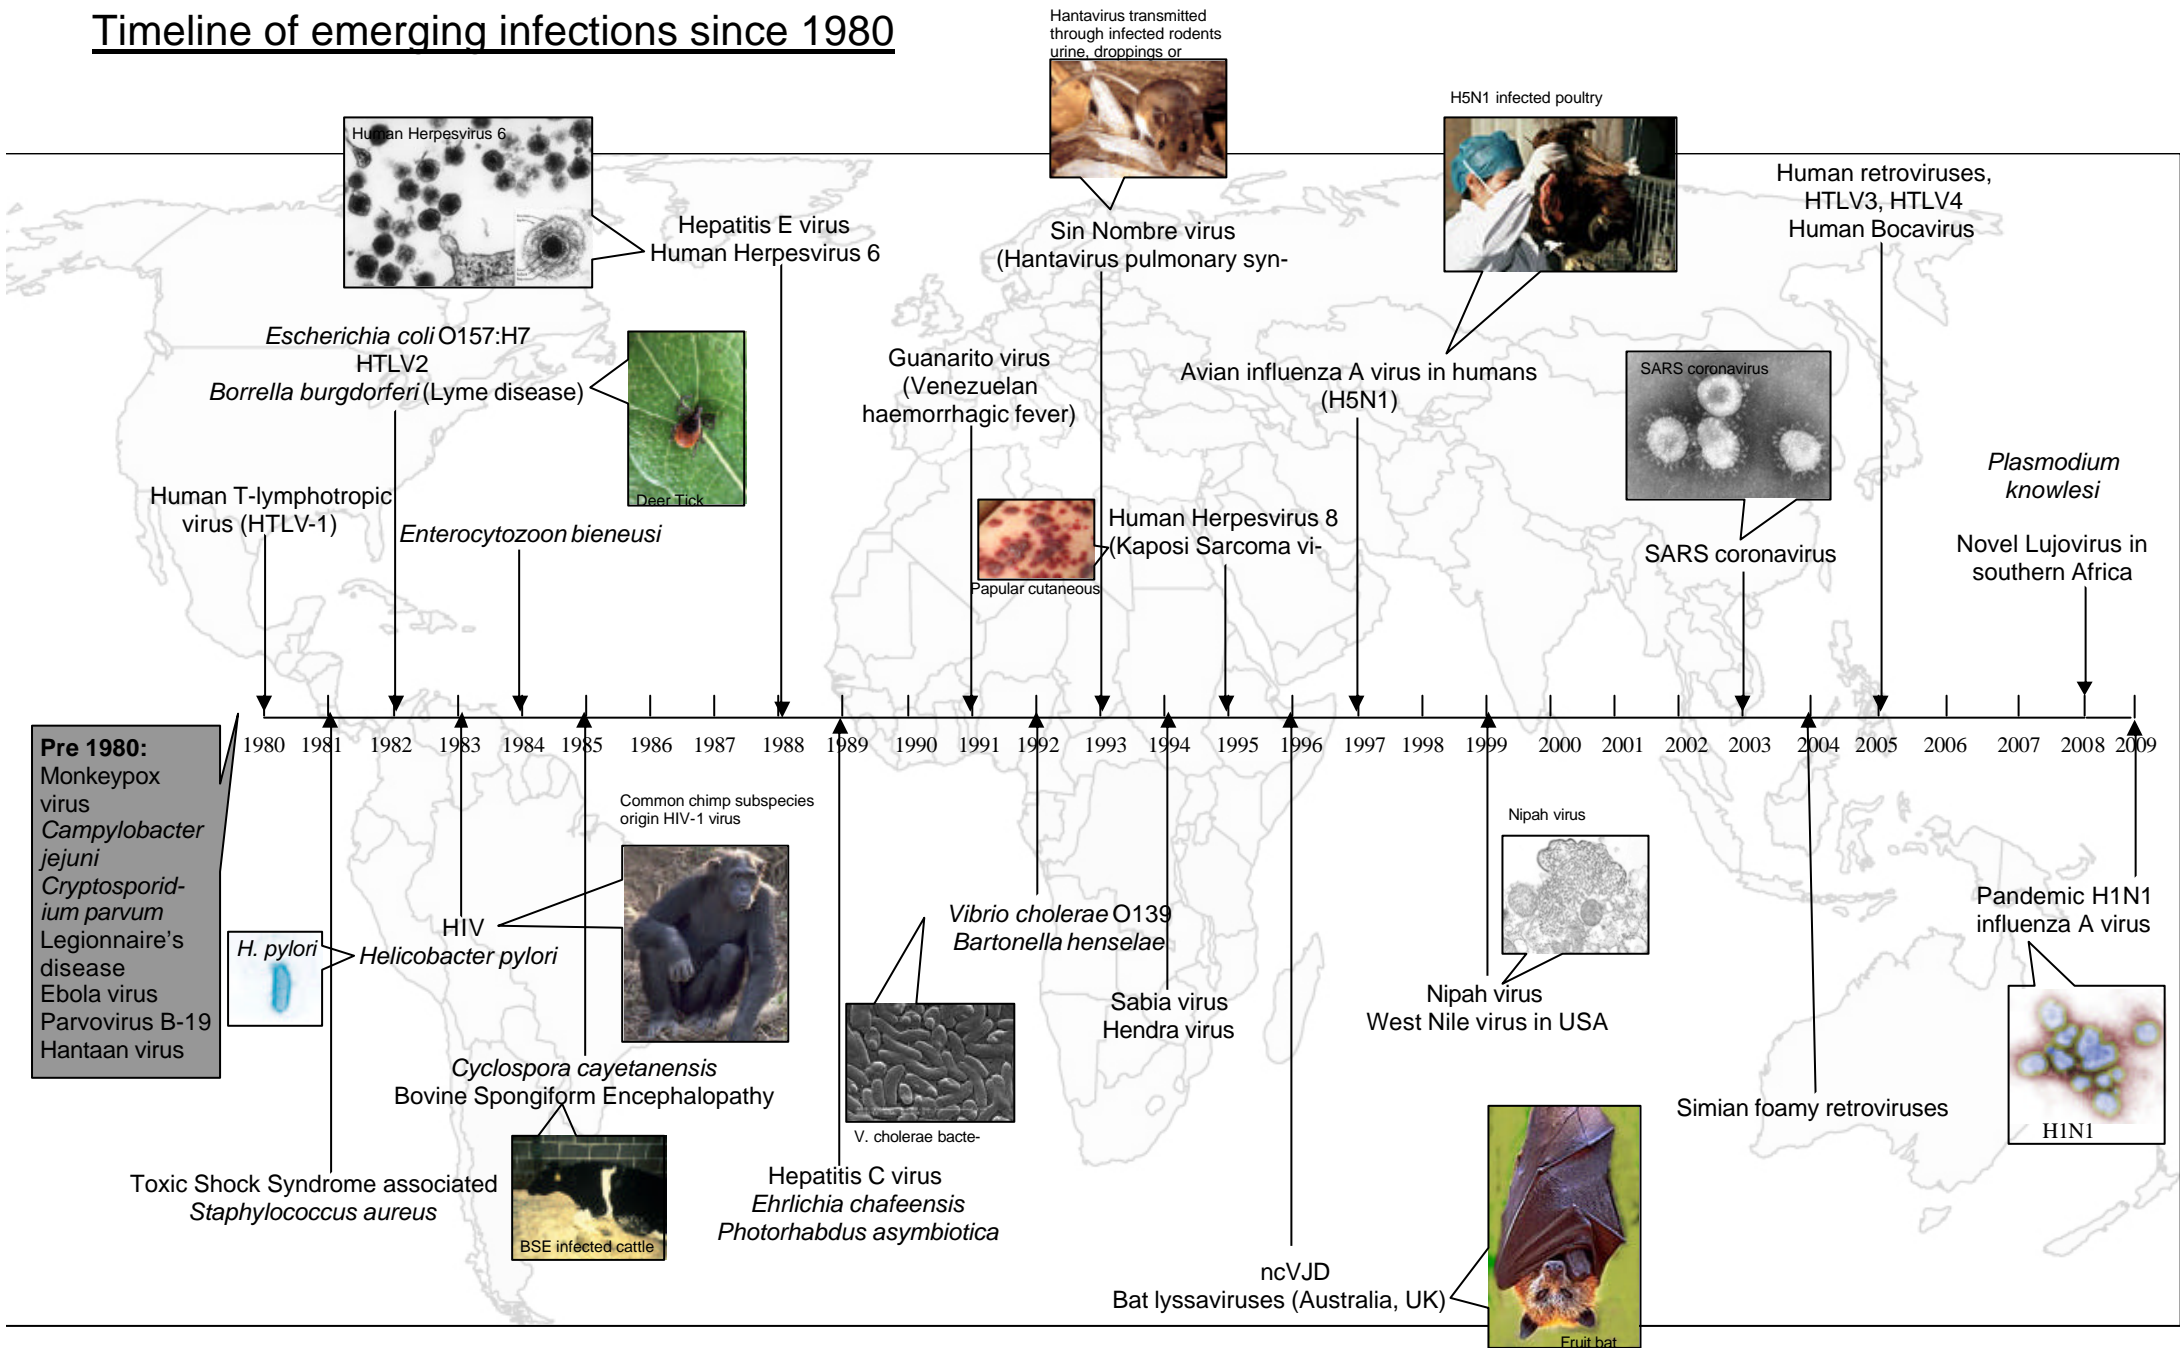 Timeline of emerging infections since 1980
Hantavirus transmitted
through infected rodents
urine, droppings or
H5N1 infected poultry
Human Herpesvirus 6
Human retroviruses,
HTLV3, HTLV4
Human Bocavirus
Hepatitis E virus
Human Herpesvirus 6
Sin Nombre virus
(Hantavirus pulmonary syn-
Escherichia coli O157:H7
HTLV2
Borrella burgdorferi (Lyme disease)
Deer Tick
Guanarito virus
(Venezuelan
haemorrhagic fever)
Avian influenza A virus in humans
(H5N1)
SARS coronavirus
SARS coronavirus
Plasmodium
knowlesi
Novel Lujovirus in
southern Africa
Human T-lymphotropic
virus (HTLV-1)
Enterocytozoon bieneusi
Human Herpesvirus 8
(Kaposi Sarcoma vi-
Papular cutaneous
1980 1981 1982 1983 1984 1985 1986 1987 1988 1989 1990 1991 1992 1993 1994 1995 1996 1997 1998 1999 2000 2001 2002 2003 2004 2005 2006 2007 2008 2009
Pre 1980:
Monkeypox
virus
Campylobacter
jejuni
Cryptosporid-
ium parvum
Legionnaire's
disease
Ebola virus
Parvovirus B-19
Hantaan virus
H. pylori
HIV
Helicobacter pylori
Common chimp subspecies
origin HIV-1 virus
Cyclospora cayetanensis
Bovine Spongiform Encephalopathy
BSE infected cattle
Toxic Shock Syndrome associated
Staphylococcus aureus
Vibrio cholerae O139
Bartonella henselae
V. cholerae bacte-
Hepatitis C virus
Ehrlichia chafeensis
Photorhabdus asymbiotica
Sabia virus
Hendra virus
Nipah virus
Nipah virus
West Nile virus in USA
ncVJD
Bat lyssaviruses (Australia, UK)
Fruit bat
Simian foamy retroviruses
Pandemic H1N1
influenza A virus
H1N1